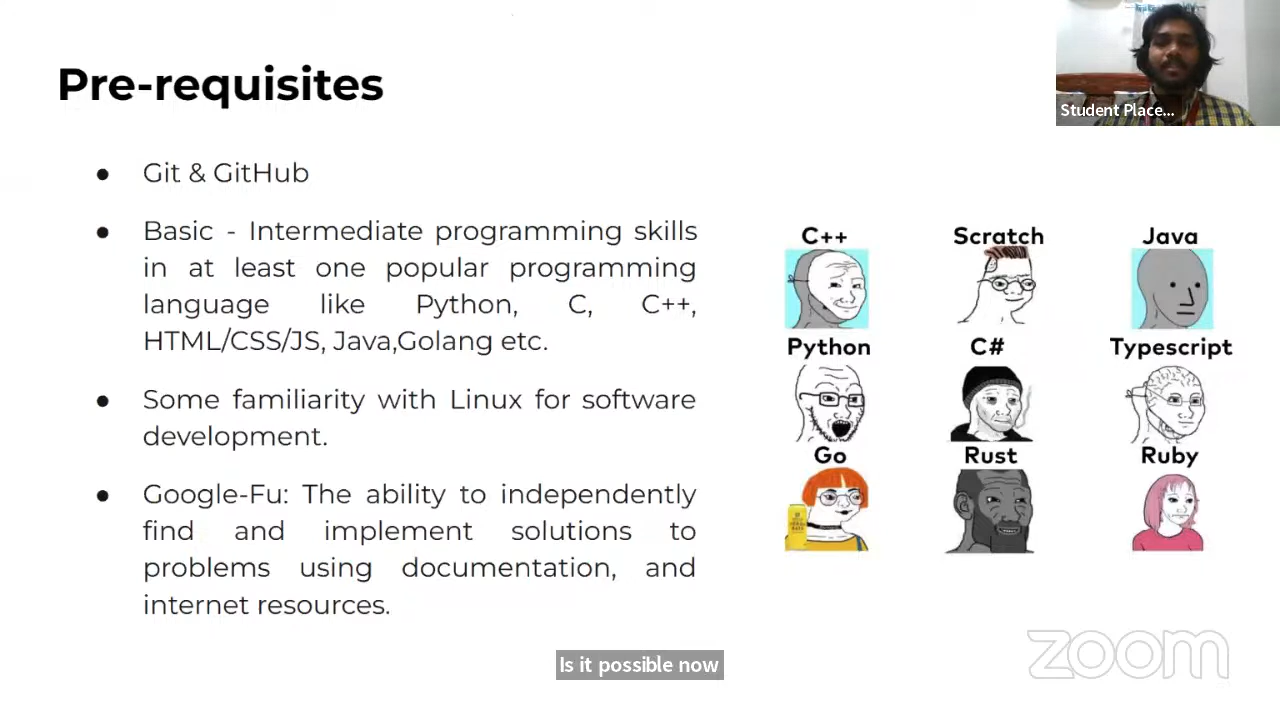 Pre-requisites
Student Place...
● Git & GitHub
● Basic - Intermediate programming skills
in at least one popular programming
language like Python, C, C++,
HTML/CSS/JS, Java,Golang etc.
● Some familiarity with Linux for software
development.
● Google-Fu: The ability to independently
find and implement solutions to
problems using documentation, and
internet resources.
C++ Scratch Java
Python C# Typescript
Go Rust Ruby
Is it possible now
zoom